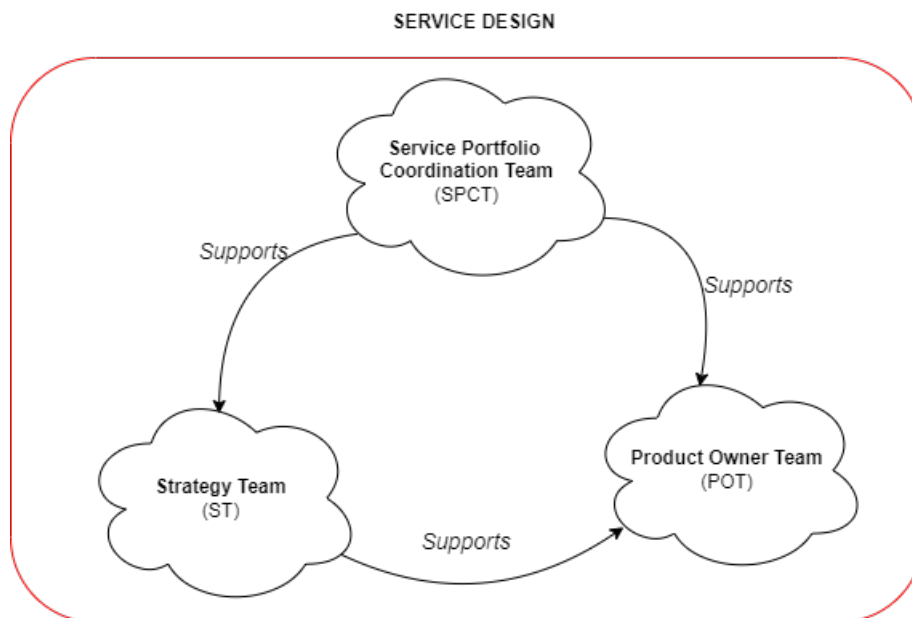 SERVICE DESIGN
Service Portfolio
Coordination Team
(SPCT)
Supports
Supports
Product Owner Team
(POT)
Strategy Team
(ST)
Supports